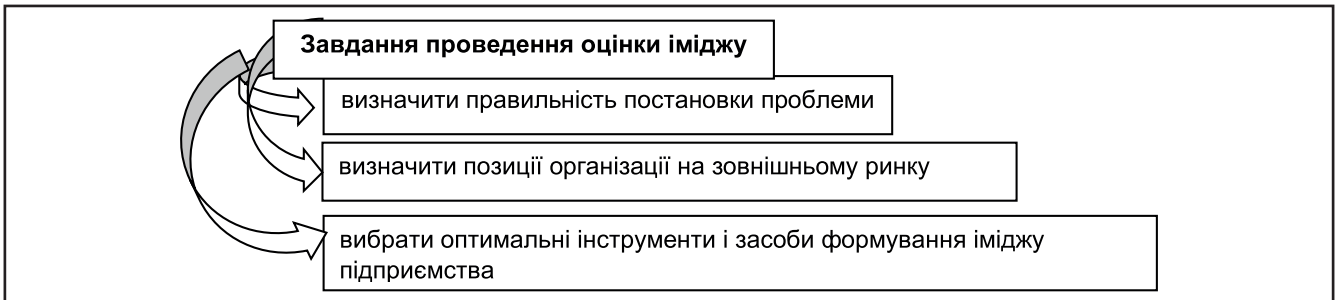 Завдання проведення оцінки іміджу
визначити правильність постановки проблеми
визначити позиції організації на зовнішньому ринку
вибрати оптимальні інструменти і засоби формування іміджу
підприємства